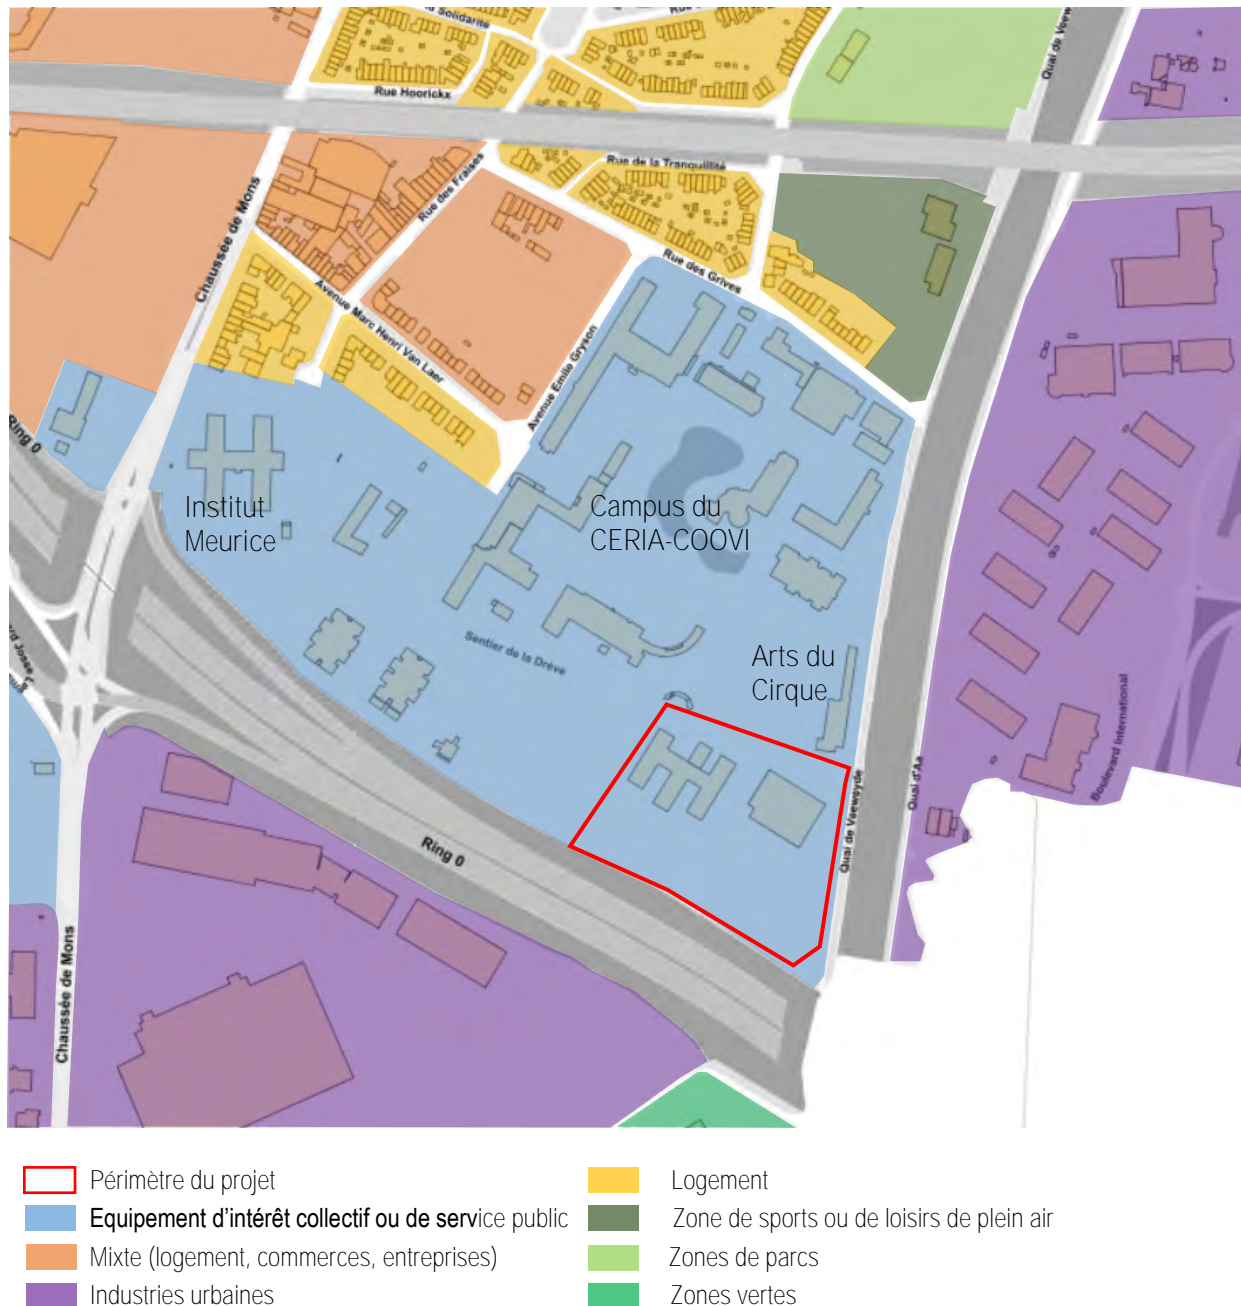 la Solidarité
Rue Hoorickx
Quai de Veew
Rue de la Tranquillité
Rue des Fraises
Chaussée de Mons
Rue des Grives
Avenue Marc Henri Van Laer
Avenue Emile Gryson
Ring 0
Institut
Meurice
Campus du
CERIA-COOVI
Sentier de la Drève
Arts du
Cirque
Boulevard International
Quai d'Aa
Quai de Veeweyde
Ring 0
Chaussée de Mons
Périmètre du projet
Equipement d'intérêt collectif ou de service public
Mixte (logement, commerces, entreprises)
Industries urbaines
Logement
Zone de sports ou de loisirs de plein air
Zones de parcs
Zones vertes